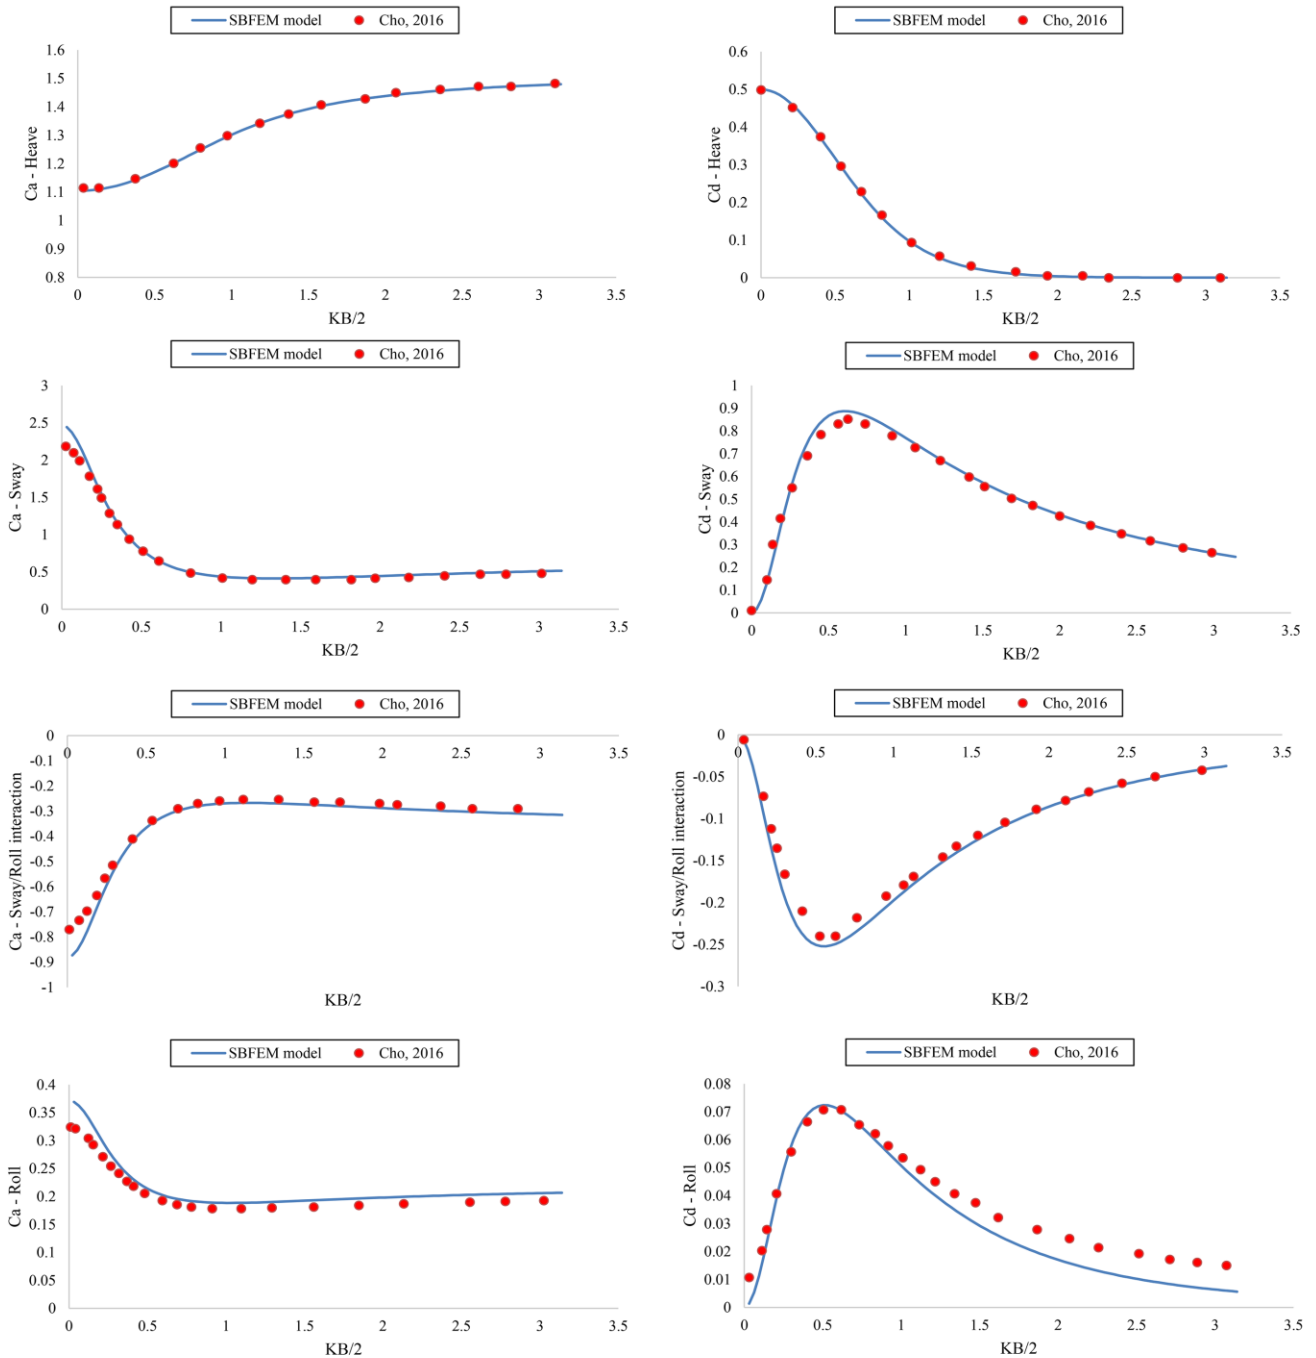 SBFEM model Cho, 2016
1.6
1.5
1.4
1.3
1.2
1.1
1
0.9
0.8
Ca - Heave
0 0.5 1 1.5 2 2.5 3 3.5
KB/2
SBFEM model Cho, 2016
0.6
0.5
0.4
0.3
0.2
0.1
0
Cd - Heave
0 0.5 1 1.5 2 2.5 3 3.5
KB/2
SBFEM model Cho, 2016
3
2.5
2
1.5
1
0.5
0
Ca - Sway
0 0.5 1 1.5 2 2.5 3 3.5
KB/2
SBFEM model Cho, 2016
1
0.9
0.8
0.7
0.6
0.5
0.4
0.3
0.2
0.1
0
Cd - Sway
0 0.5 1 1.5 2 2.5 3 3.5
KB/2
SBFEM model Cho, 2016
0
-0.1
-0.2
-0.3
-0.4
-0.5
-0.6
-0.7
-0.8
-0.9
-1
Ca - Sway/Roll interaction
0 0.5 1 1.5 2 2.5 3 3.5
KB/2
SBFEM model Cho, 2016
0
-0.05
-0.1
-0.15
-0.2
-0.25
-0.3
Cd - Sway/Roll interaction
0 0.5 1 1.5 2 2.5 3 3.5
KB/2
SBFEM model Cho, 2016
0.4
0.35
0.3
0.25
0.2
0.15
0.1
0.05
0
Ca - Roll
0 0.5 1 1.5 2 2.5 3 3.5
KB/2
SBFEM model Cho, 2016
0.08
0.07
0.06
0.05
0.04
0.03
0.02
0.01
0
Cd - Roll
0 0.5 1 1.5 2 2.5 3 3.5
KB/2